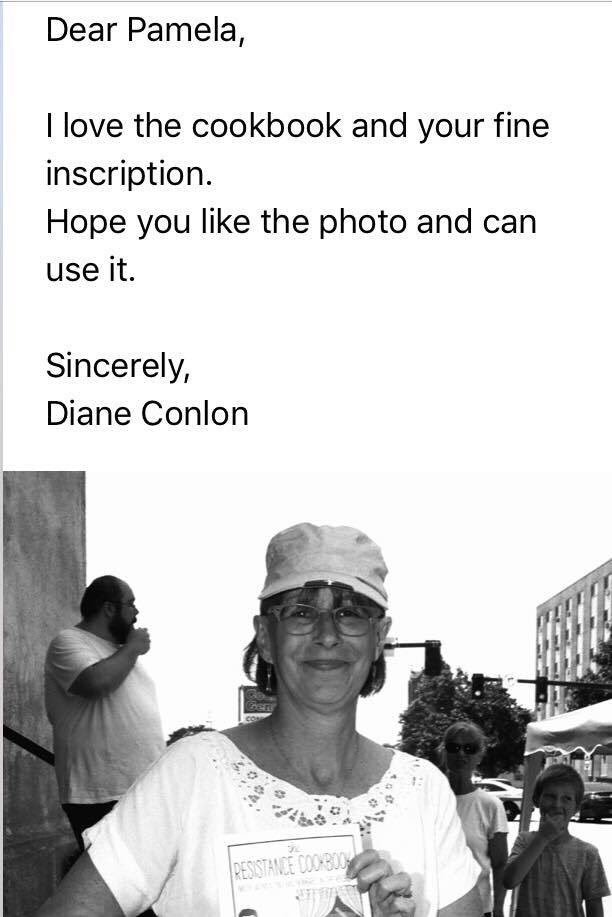 Dear Pamela,
I love the cookbook and your fine
inscription.
Hope you like the photo and can
use it.
Sincerely,
Diane Conlon
The
RESISTANCE COOKBOOK